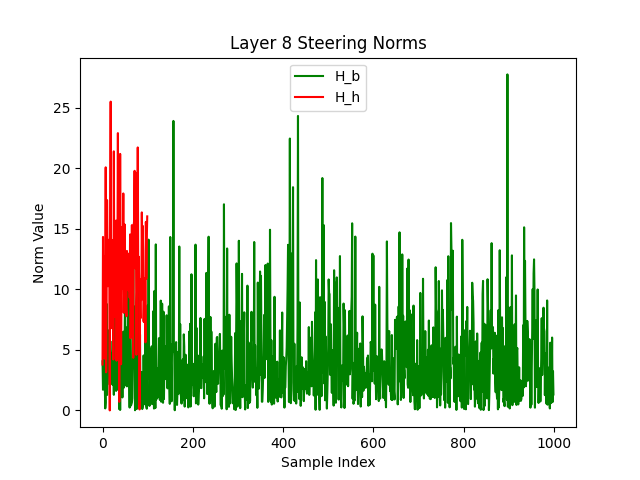 Layer 8 Steering Norms
H_b
H_h
Norm Value
25
20
15
10
5
0
0 200 400 600 800 1000
Sample Index